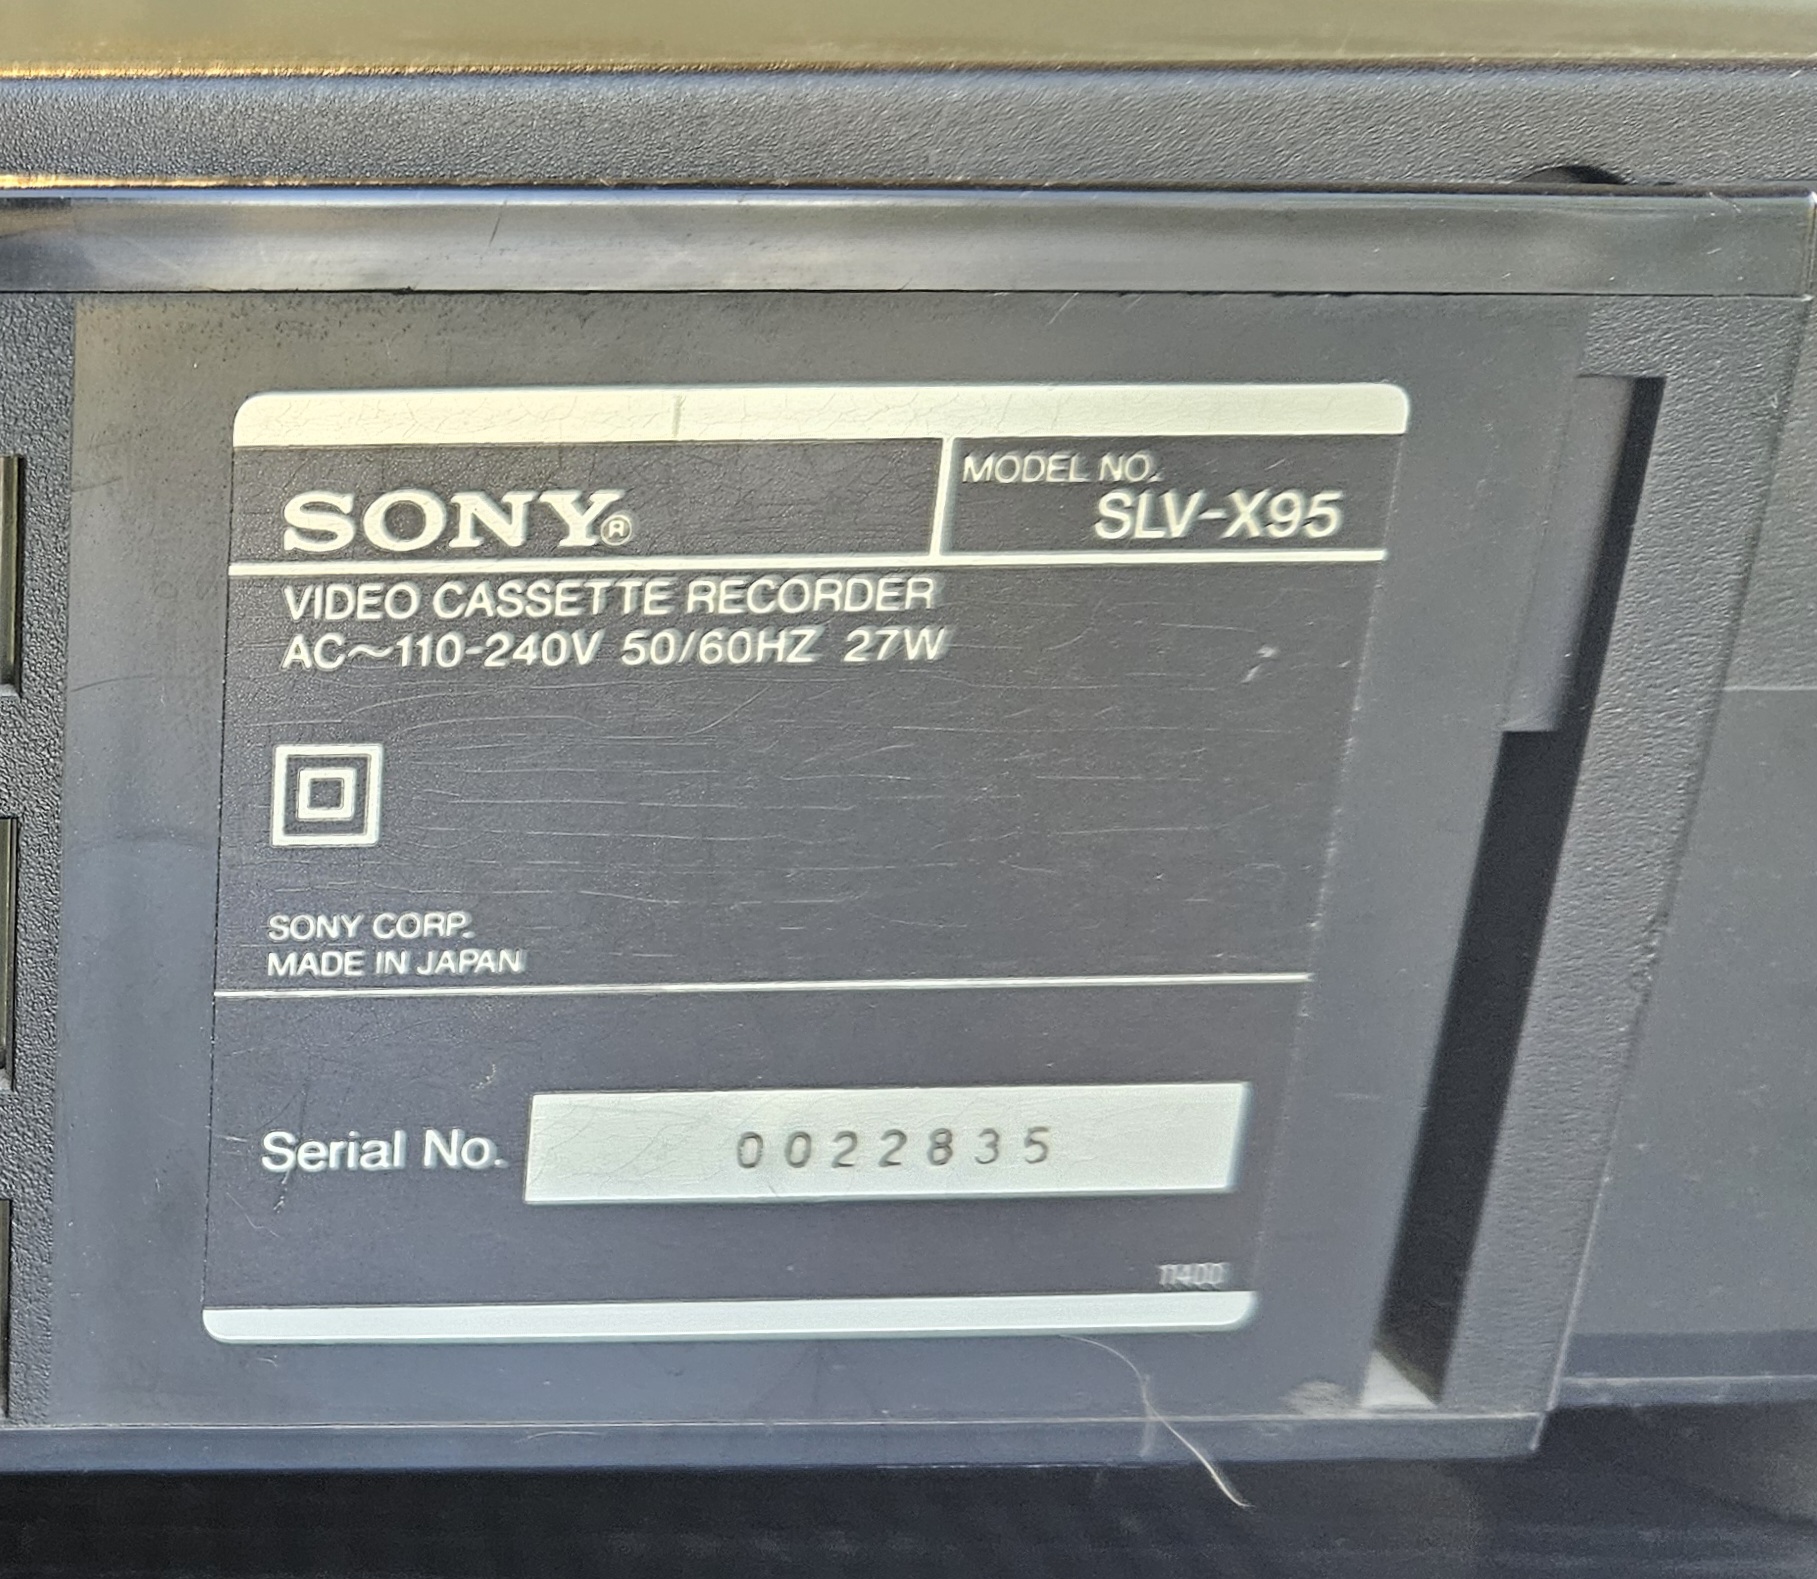 SONY®
MODEL NO.
SLV-X95
VIDEO CASSETTE RECORDER
AC~110-240V 50/60HZ 27W
SONY CORP.
MADE IN JAPAN
Serial No. 0022835
11400